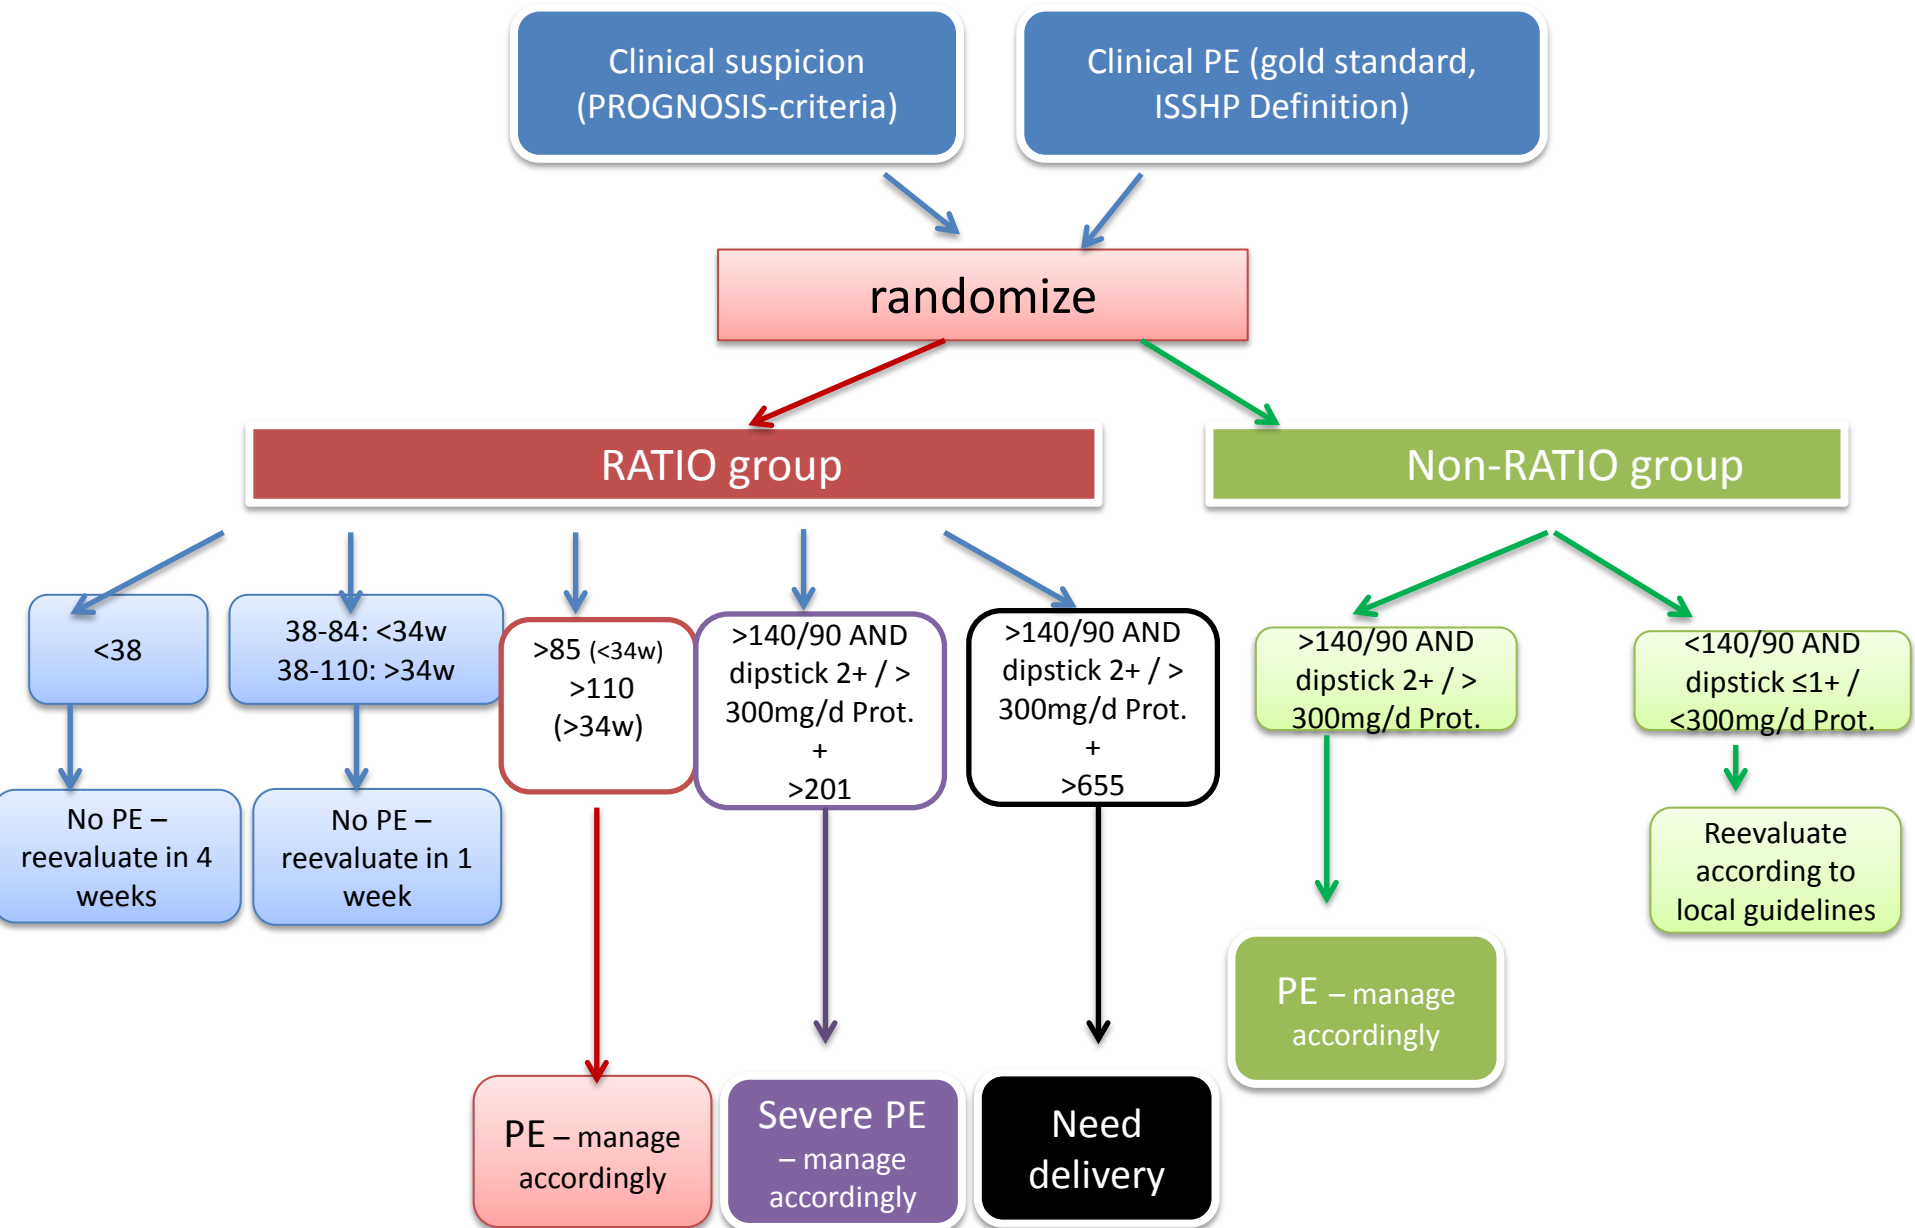 Clinical suspicion
(PROGNOSIS-criteria)
Clinical PE (gold standard,
ISSHP Definition)
randomize
RATIO group
Non-RATIO group
<38
38-84: <34w
38-110: >34w
>85 (<34w)
>110
(>34w)
>140/90 AND
dipstick 2+ / >
300mg/d Prot.
+
>201
>140/90 AND
dipstick 2+ / >
300mg/d Prot.
+
>655
>140/90 AND
dipstick 2+ / >
300mg/d Prot.
<140/90 AND
dipstick ≤1+ /
<300mg/d Prot.
No PE –
reevaluate in 4
weeks
No PE –
reevaluate in 1
week
Reevaluate
according to
local guidelines
PE – manage
accordingly
PE – manage
accordingly
Severe PE
– manage
accordingly
Need
delivery